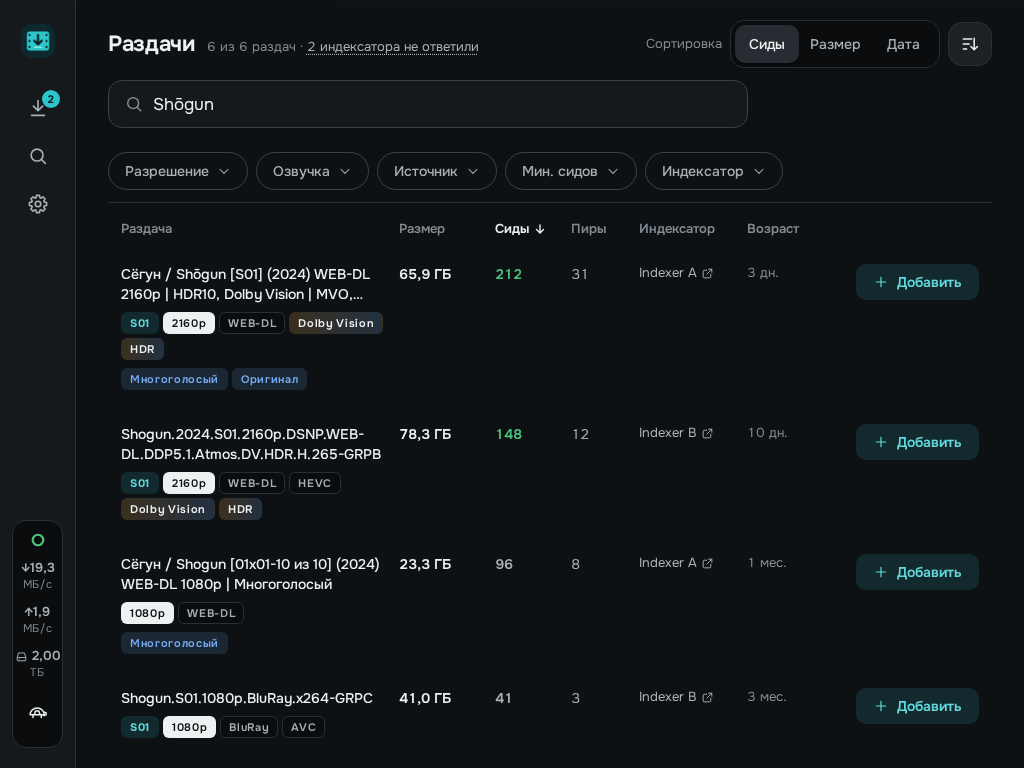 Раздачи 6 из 6 раздач · 2 индексатора не ответили
Сортировка Сиды Размер Дата
2
Shōgun
Разрешение Озвучка Источник Мин. сидов Индексатор
Раздача Размер Сиды Пиры Индексатор Возраст
Сёгун / Shōgun [S01] (2024) WEB-DL 65,9 ГБ 212 31 Indexer A 3 дн. Добавить
2160p | HDR10, Dolby Vision | MVO,...
S01 2160p WEB-DL Dolby Vision
HDR
Многоголосый Оригинал
Shogun.2024.S01.2160p.DSNP.WEB- 78,3 ГБ 148 12 Indexer B 10 дн. Добавить
DL.DDP5.1.Atmos.DV.HDR.H.265-GRPB
S01 2160p WEB-DL HEVC
Dolby Vision HDR
Сёгун / Shogun [01x01-10 из 10] (2024) 23,3 ГБ 96 8 Indexer A 1 мес. Добавить
WEB-DL 1080p | Многоголосый
1080p WEB-DL
Многоголосый
Shogun.S01.1080p.BluRay.x264-GRPC 41,0 ГБ 41 3 Indexer B 3 мес. Добавить
S01 1080p BluRay AVC
↓19,3
МБ/с
↑1,9
МБ/с
2,00
ТБ